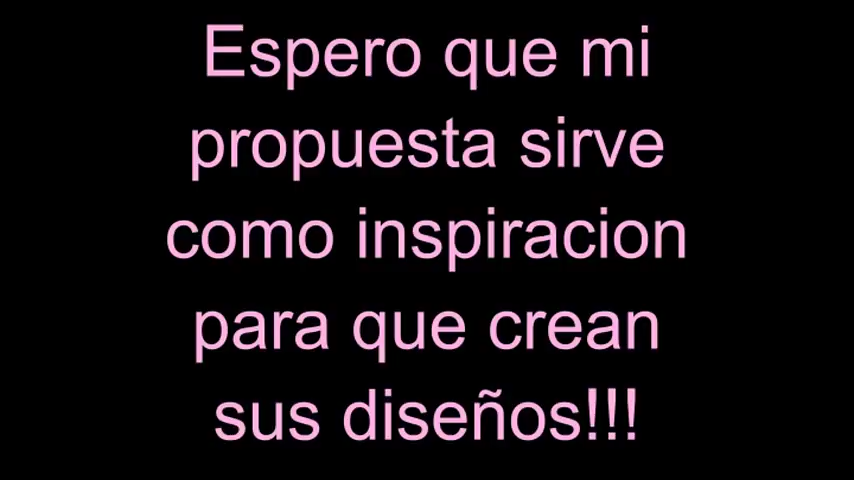 Espero que mi
propuesta sirve
como inspiracion
para que crean
sus diseños!!!